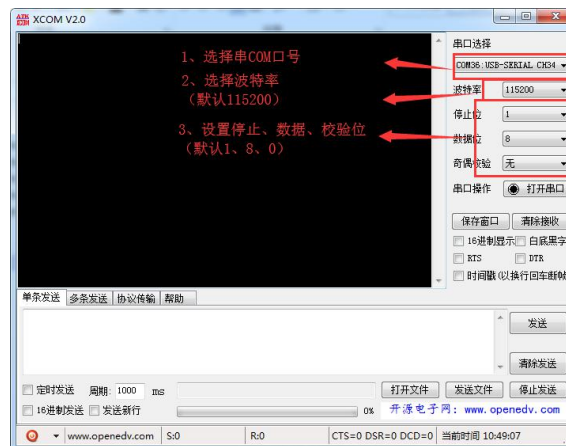 XCOM V2.0
1、选择串COM口号
2、选择波特率
（默认115200）
3、设置停止、数据、校验位
（默认1、8、0）
串口选择
COM36:USB-SERIAL CH34
波特率 115200
停止位 1
数据位 8
奇偶校验 无
串口操作 打开串口
保存窗口 清除接收
16进制显示 白底黑字
RTS DTR
时间戳(以换行回车断帧
单条发送 多条发送 协议传输 帮助
发送
清除发送
定时发送 周期: 1000 ms 打开文件 发送文件 停止发送
16进制发送 发送新行 0% 开源电子网: www.openedv.com
www.openedv.com S:0 R:0 CTS=0 DSR=0 DCD=0 当前时间 10:49:07